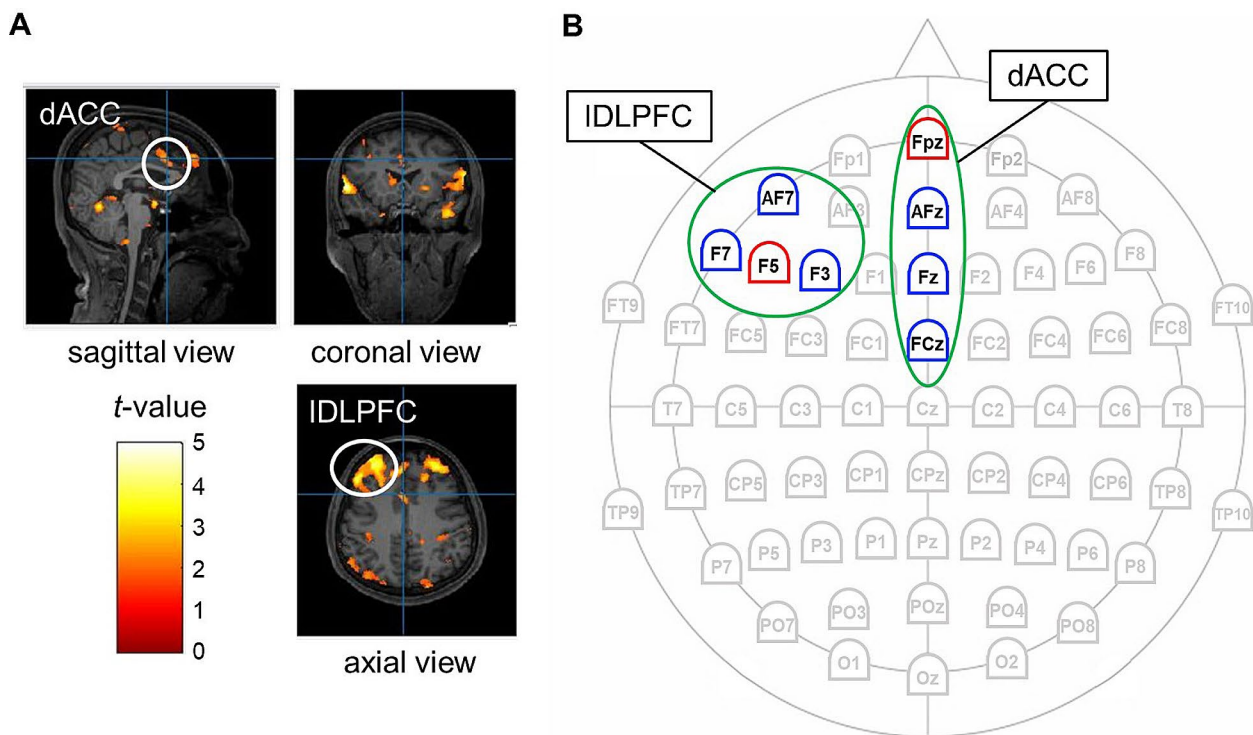 A
dACC
sagittal view
coronal view
t-value
5
4
3
2
1
0
lDLPFC
axial view
B
lDLPFC
dACC
Fpz
Fp1
Fp2
AF7
AF3
AFz
AF4
AF8
F7
F5
F3
F1
Fz
F2
F4
F6
F8
FT9
FT7
FC5
FC3
FC1
FCz
FC2
FC4
FC6
FC8
FT10
T7
C5
C3
C1
Cz
C2
C4
C6
T8
TP9
TP7
CP5
CP3
CP1
CPz
CP2
CP4
CP6
TP8
TP10
P7
P5
P3
P1
Pz
P2
P4
P6
P8
PO7
PO3
POz
PO4
PO8
O1
Oz
O2